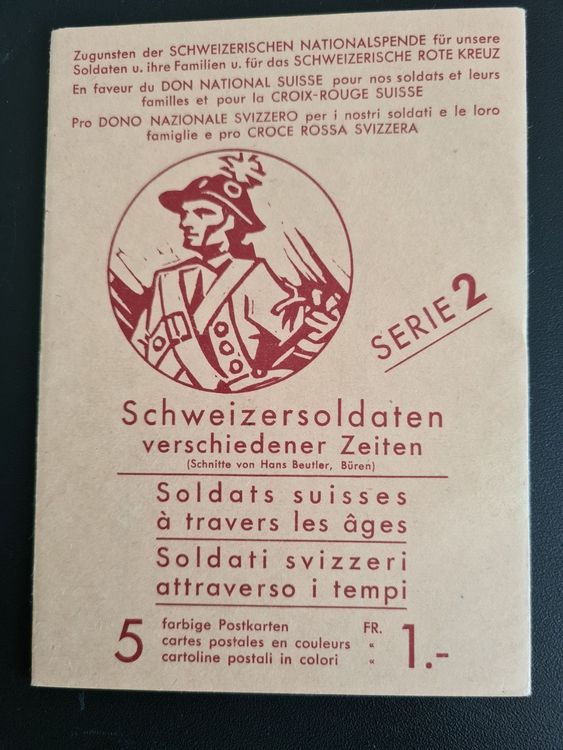 Zugunsten der SCHWEIZERISCHEN NATIONALSPENDE für unsere
Soldaten u. ihre Familien u. für das SCHWEIZERISCHE ROTE KREUZ
En faveur du DON NATIONAL SUISSE pour nos soldats et leurs
familles et pour la CROIX-ROUGE SUISSE
Pro DONO NAZIONALE SVIZZERO per i nostri soldati e le loro
famiglie e pro CROCE ROSSA SVIZZERA
SERIE 2
Schweizersoldaten
verschiedener Zeiten
(Schnitte von Hans Beutler, Büren)
Soldats suisses
à travers les âges
Soldati svizzeri
attraverso i tempi
5 farbige Postkarten FR. 1.-
cartes postales en couleurs «
cartoline postali in colori «